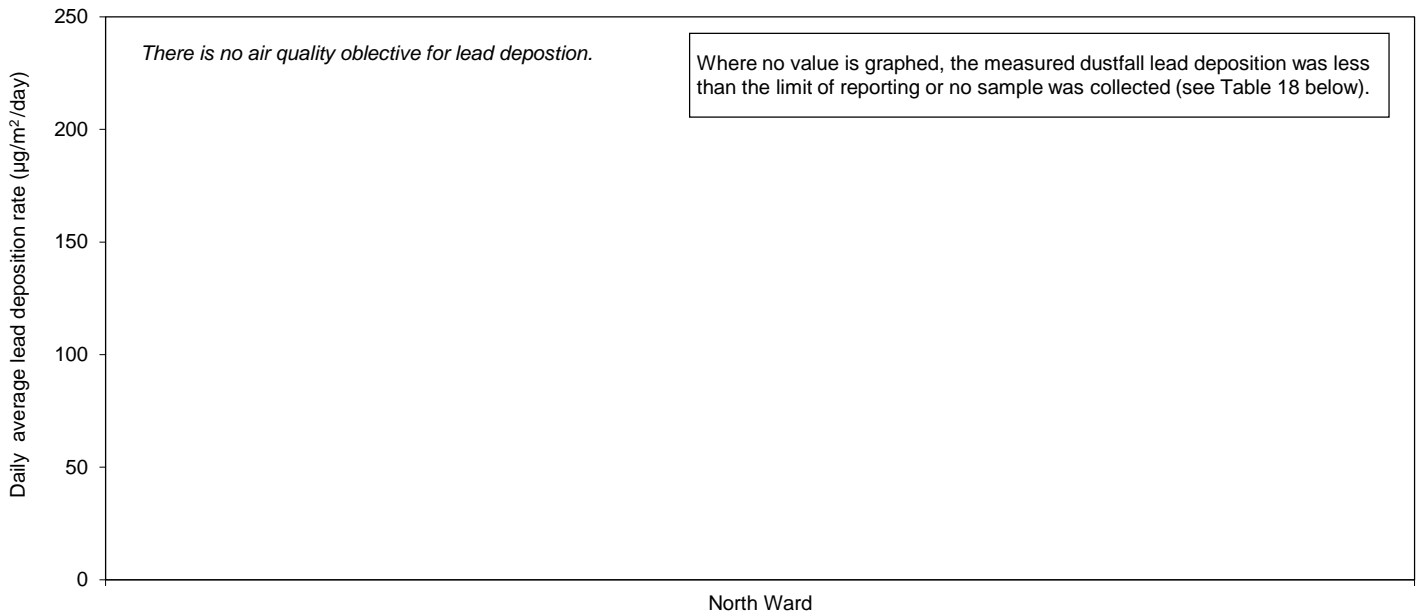 250
There is no air quality oblective for lead depostion.
Where no value is graphed, the measured dustfall lead deposition was less
than the limit of reporting or no sample was collected (see Table 18 below).
200
150
100
50
0
Daily average lead deposition rate (µg/m²/day)
North Ward